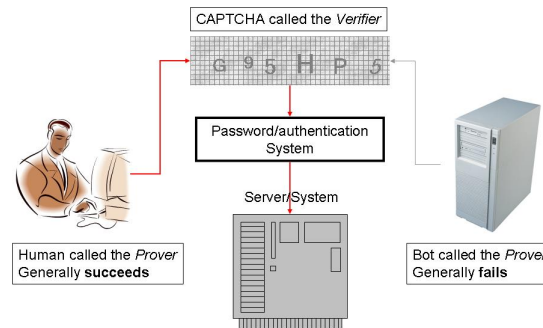 CAPTCHA called the Verifier
G 9 5 H P 5
Password/authentication
System
Server/System
Human called the Prover
Generally succeeds
Bot called the Prover
Generally fails